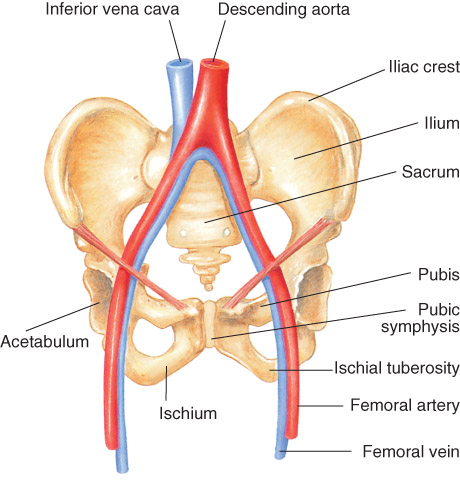 Inferior vena cava
Descending aorta
Iliac crest
Ilium
Sacrum
Pubis
Pubic
symphysis
Acetabulum
Ischial tuberosity
Ischium
Femoral artery
Femoral vein